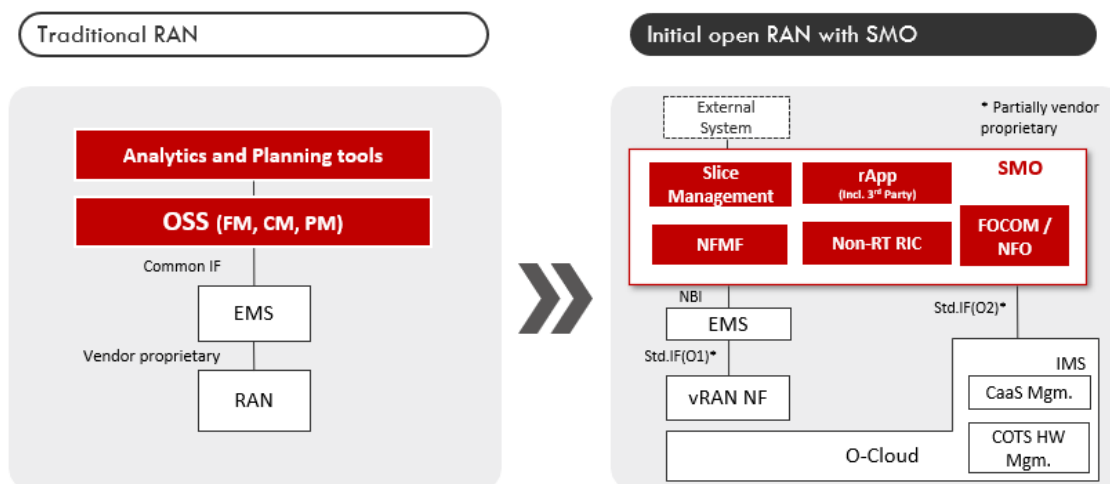 Traditional RAN
Analytics and Planning tools
OSS (FM, CM, PM)
Common IF
EMS
Vendor proprietary
RAN
Initial open RAN with SMO
External
System
* Partially vendor
proprietary
SMO
Slice
Management
rApp
(Incl. 3rd Party)
NFMF
Non-RT RIC
FOCOM /
NFO
NBI
EMS
Std.IF(O1)*
vRAN NF
Std.IF(O2)*
IMS
CaaS Mgm.
COTS HW
Mgm.
O-Cloud